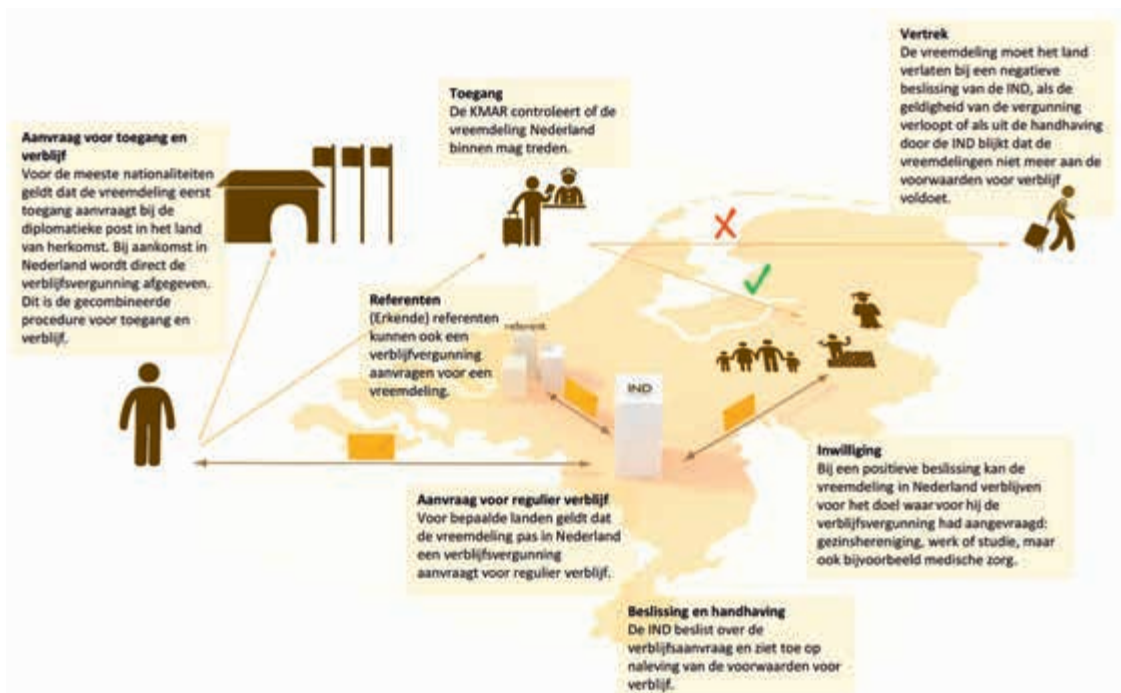 Aanvraag voor toegang en
verblijf
Voor de meeste nationaliteiten
geldt dat de vreemdeling eerst
toegang aanvraagt bij de
diplomatieke post in het land
van herkomst. Bij aankomst in
Nederland wordt direct de
verblijfsvergunning afgegeven.
Dit is de gecombineerde
procedure voor toegang en
verblijf.
Toegang
De KMAR controleert of de
vreemdeling Nederland
binnen mag treden.
Vertrek
De vreemdeling moet het land
verlaten bij een negatieve
beslissing van de IND, als de
geldigheid van de vergunning
verloopt of als uit de handhaving
door de IND blijkt dat de
vreemdelingen niet meer aan de
voorwaarden voor verblijf
voldoet.
Referenten
(Erkende) referenten
kunnen ook een
verblijfvergunning
aanvragen voor een
vreemdeling.
referent
IND
Aanvraag voor regulier verblijf
Voor bepaalde landen geldt dat
de vreemdeling pas in Nederland
een verblijfsvergunning
aanvraagt voor regulier verblijf.
Inwilliging
Bij een positieve beslissing kan de
vreemdeling in Nederland verblijven
voor het doel waarvoor hij de
verblijfsvergunning had aangevraagd:
gezinshereniging, werk of studie, maar
ook bijvoorbeeld medische zorg.
Beslissing en handhaving
De IND beslist over de
verblijfsaanvraag en ziet toe op
naleving van de voorwaarden voor
verblijf.